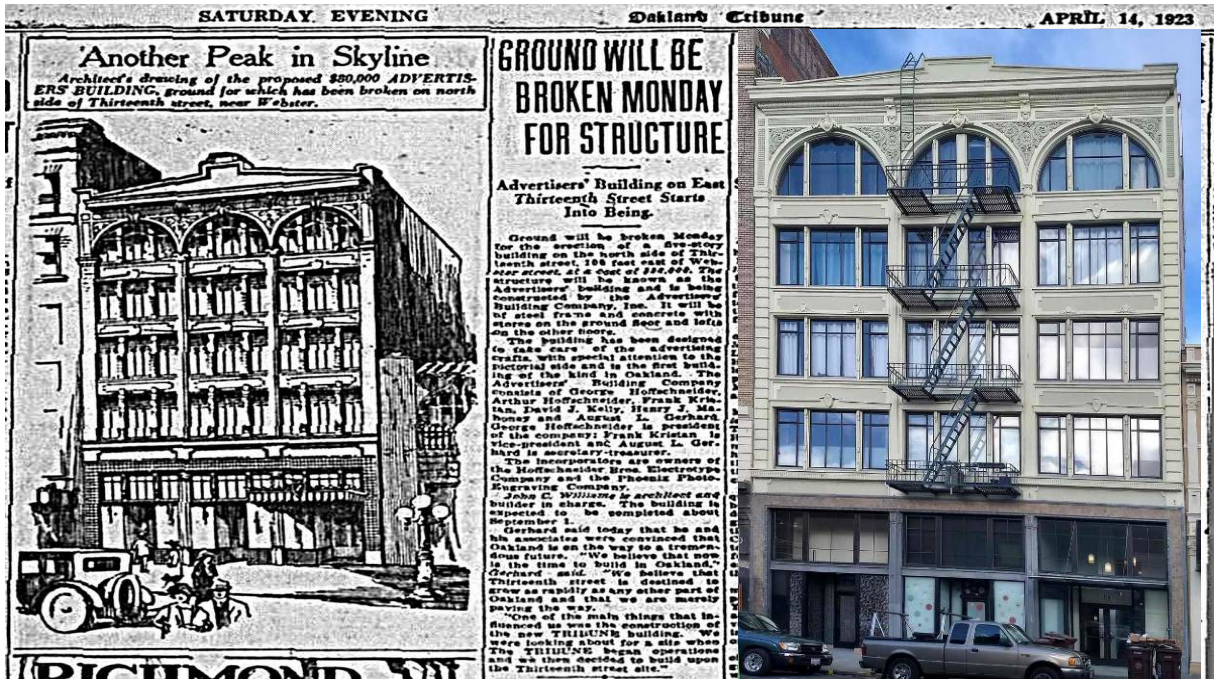 SATURDAY EVENING
Oakland Tribune
APRIL 14, 1923
Another Peak in Skyline
Architect's drawing of the proposed $80,000 ADVERTIS-
ERS BUILDING, ground for which has been broken on north
side of Thirteenth street, near Webster.
GROUND WILL BE
BROKEN MONDAY
FOR STRUCTURE
Advertisers' Building on East
Thirteenth Street Starts
Into Being.
Ground will be broken Monday
for the erection of a five-story
building on the north side of Thir-
teenth street, 100 feet east of Web-
ster street, at a cost of The
structure will be known as the
Advertisers' building and is being
constructed by the Advertisers'
Building Company, Inc. It will be
of steel frame and concrete with
stores on the ground floor and lofts
on the other floors.
The building has been designed
to take care of the advertising
crafts, with special attention to the
pictorial side and is the first build-
ing of the kind in Oakland. The
Advertisers' Building Company
consists of George Hoffschneider,
Arthur Hoffschneider, Frank Kris-
tan, David J. Kelly, Henry J. Ma-
honey and August L. Gerhard.
George Hoffschneider is president
of the company; Frank Kristan is
vice-president and August L. Ger-
hard is secretary-treasurer.
The incorporators are owners of
the Hoffschneider Bros. Electrotype
Company and the Phoenix Photo-
Engraving Company.
John C. Williams is architect and
builder in charge. The building is
expected to be completed about
September 1.
Gerhard said today that he and
his associates were convinced that
Oakland is on the way to a tremen-
dous future. "We believe that now
is the time to build in Oakland,"
Gerhard said. "We believe that
Thirteenth street is destined to
grow as rapidly as any other part of
Oakland and that we are merely
paving the way.
"One of the main things that in-
fluenced us was the construction of
the new TRIBUNE building. We
were looking about for a site when
The TRIBUNE began operations
and we then decided to build upon
the Thirteenth street site."
RICHMOND